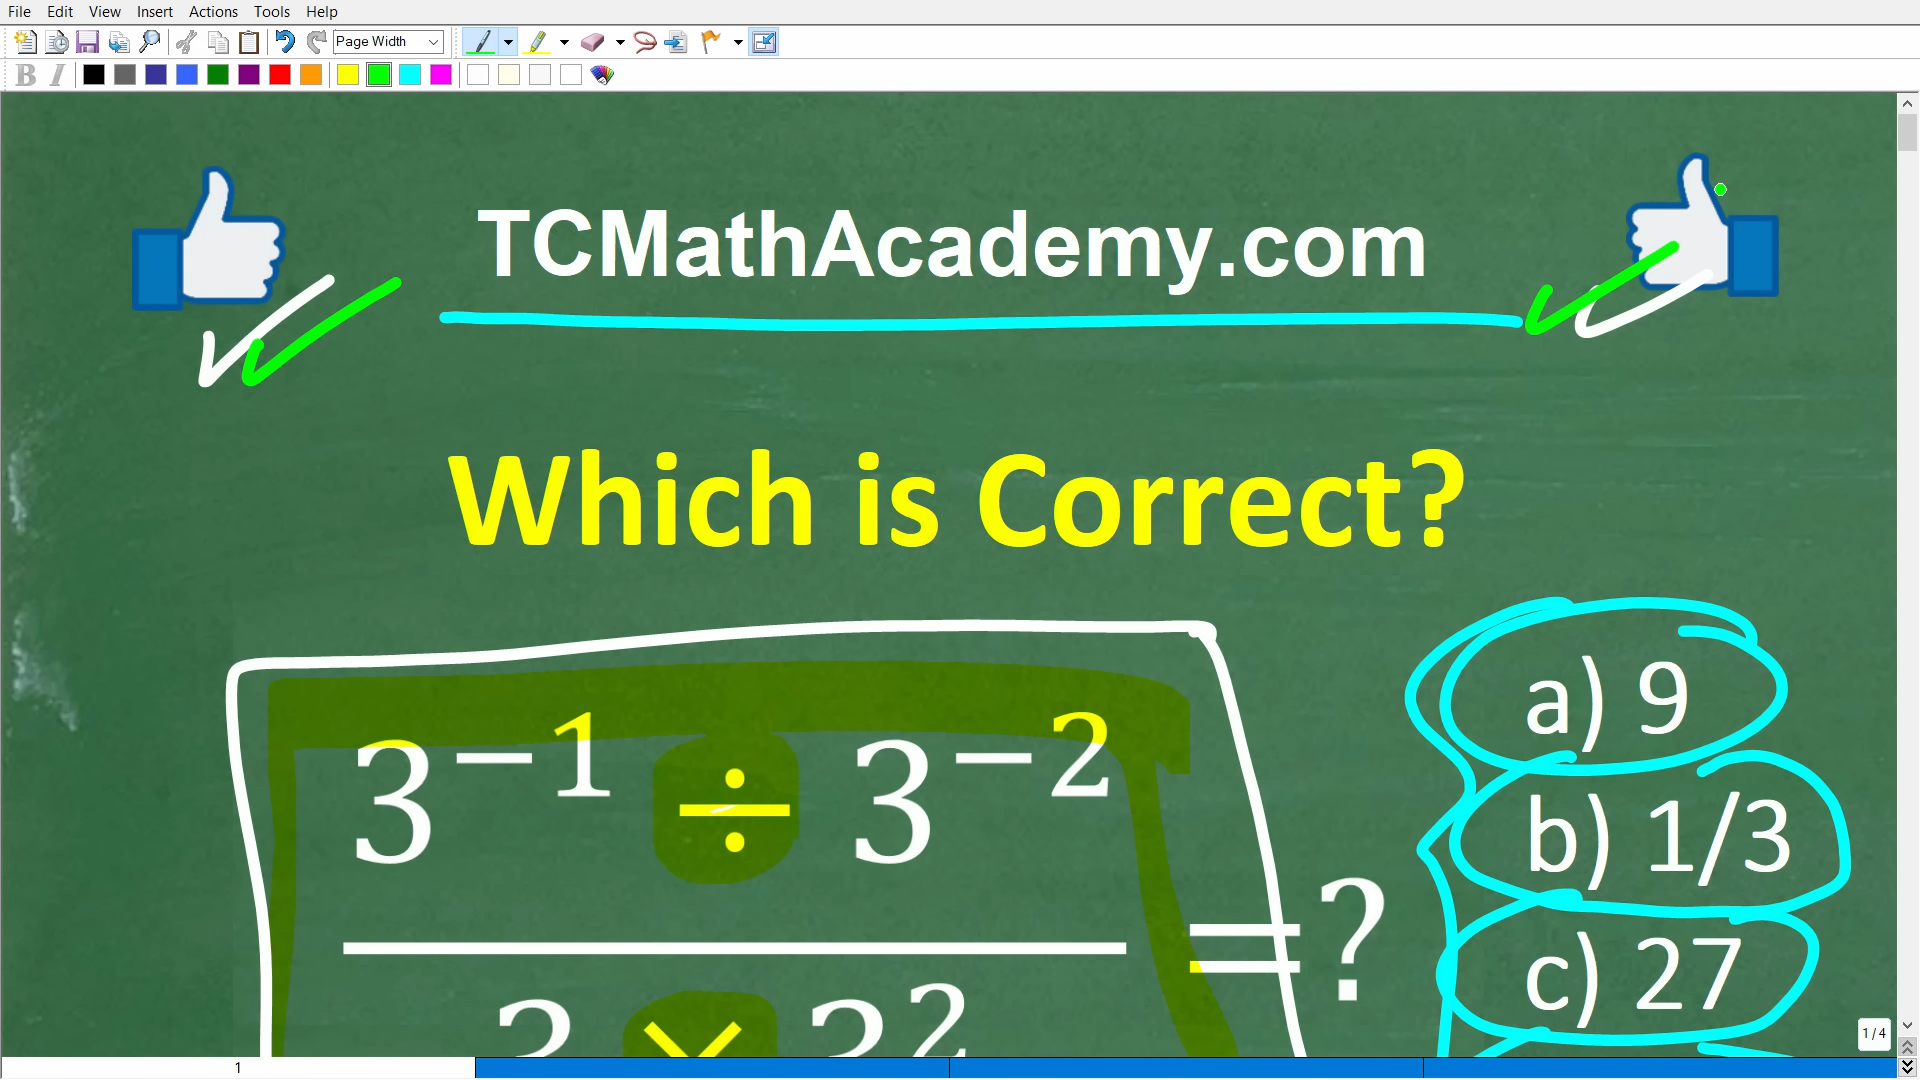 File Edit View Insert Actions Tools Help
Page Width
B I
TCMathAcademy.com
Which is Correct?
3⁻¹ ÷ 3⁻²
= ?
a) 9
b) 1/3
c) 27
1 / 4
1